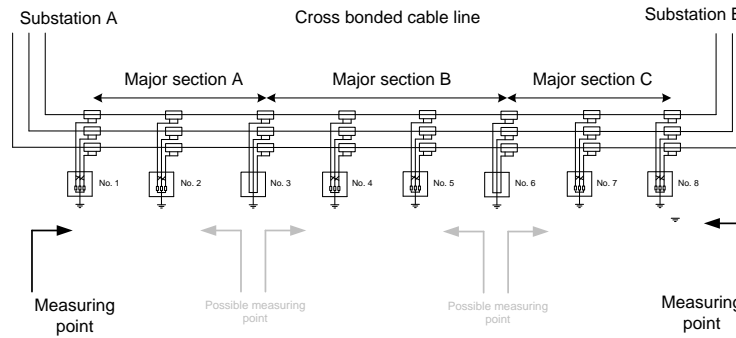 Substation A
Cross bonded cable line
Substation B
Major section A
Major section B
Major section C
No. 1
No. 2
No. 3
No. 4
No. 5
No. 6
No. 7
No. 8
Measuring
point
Possible measuring
point
Possible measuring
point
Measuring
point